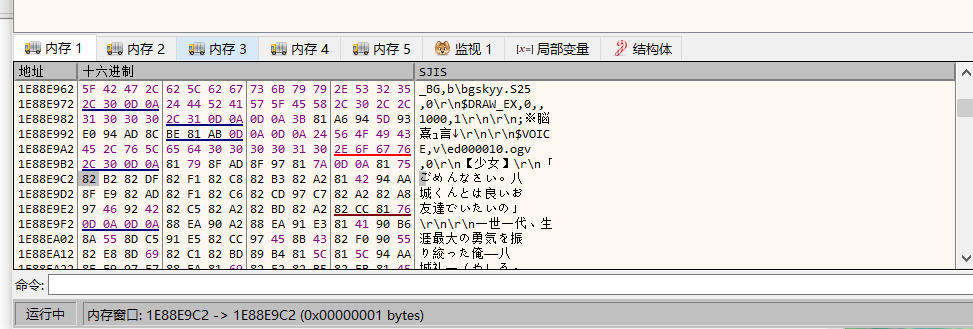 内存 1 内存 2 内存 3 内存 4 内存 5 监视 1 [x=] 局部变量 结构体
地址 十六进制 SJIS
1E88E962 5F 42 47 2C 62 5C 62 67 73 6B 79 79 2E 53 32 35 _BG,b\bgskyy.S25
1E88E972 2C 30 0D 0A 24 44 52 41 57 5F 45 58 2C 30 2C 2C ,0\r\n$DRAW_EX,0,,
1E88E982 31 30 30 30 2C 31 0D 0A 0D 0A 3B 81 A6 94 5D 93 1000,1\r\n\r\n;※脳
1E88E992 E0 94 AD 8C BE 81 AB 0D 0A 0D 0A 24 56 4F 49 43 熹ｭ言↓\r\n\r\n$VOIC
1E88E9A2 45 2C 76 5C 65 64 30 30 30 30 31 30 2E 6F 67 76 E,v\ed000010.ogv
1E88E9B2 2C 30 0D 0A 81 79 8F AD 8F 97 81 7A 0D 0A 81 75 ,0\r\n【少女】\r\n「
1E88E9C2 82 B2 82 DF 82 F1 82 C8 82 B3 82 A2 81 42 94 AA ごめんなさい。八
1E88E9D2 8F E9 82 AD 82 F1 82 C6 82 CD 97 C7 82 A2 82 A8 城くんとは良いお
1E88E9E2 97 46 92 42 82 C5 82 A2 82 BD 82 A2 82 CC 81 76 友達でいたいの」
1E88E9F2 0D 0A 0D 0A 88 EA 90 A2 88 EA 91 E3 81 41 90 B6 \r\n\r\n一世一代、生
1E88EA02 8A 55 8D C5 91 E5 82 CC 97 45 8B 43 82 F0 90 55 涯最大の勇気を振
1E88EA12 82 E8 8D 69 82 C1 82 BD 89 B4 81 5C 81 5C 94 AA り絞った俺――八
命令:
运行中 内存窗口: 1E88E9C2 -> 1E88E9C2 (0x00000001 bytes)